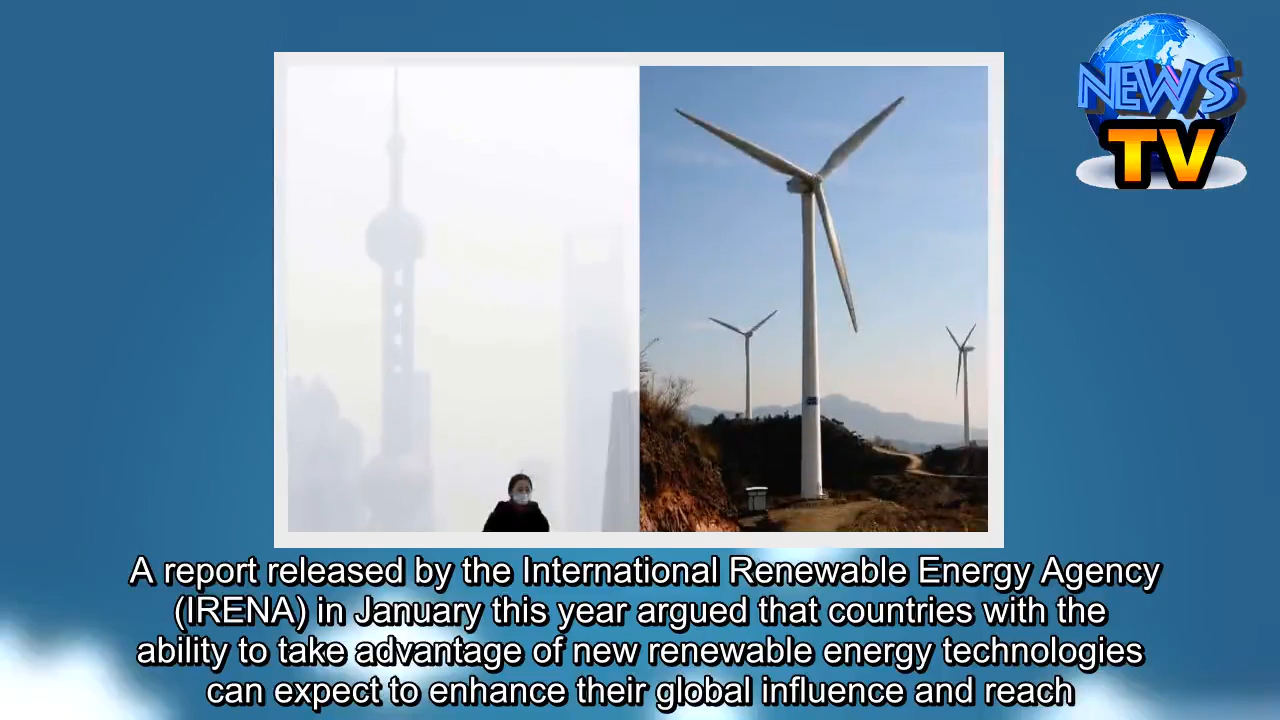 NEWS
TV
A report released by the International Renewable Energy Agency
(IRENA) in January this year argued that countries with the
ability to take advantage of new renewable energy technologies
can expect to enhance their global influence and reach